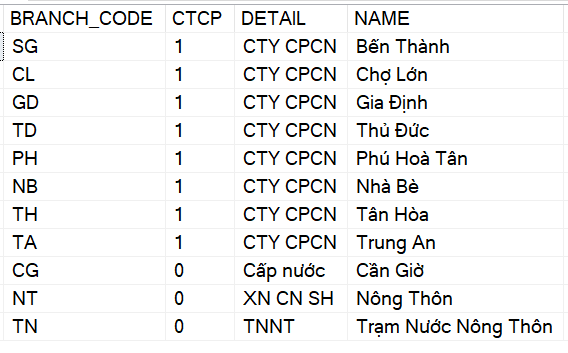 BRANCH_CODE CTCP DETAIL NAME
SG 1 CTY CPCN Bến Thành
CL 1 CTY CPCN Chợ Lớn
GD 1 CTY CPCN Gia Định
TD 1 CTY CPCN Thủ Đức
PH 1 CTY CPCN Phú Hoà Tân
NB 1 CTY CPCN Nhà Bè
TH 1 CTY CPCN Tân Hòa
TA 1 CTY CPCN Trung An
CG 0 Cấp nước Cần Giờ
NT 0 XN CN SH Nông Thôn
TN 0 TNNT Trạm Nước Nông Thôn